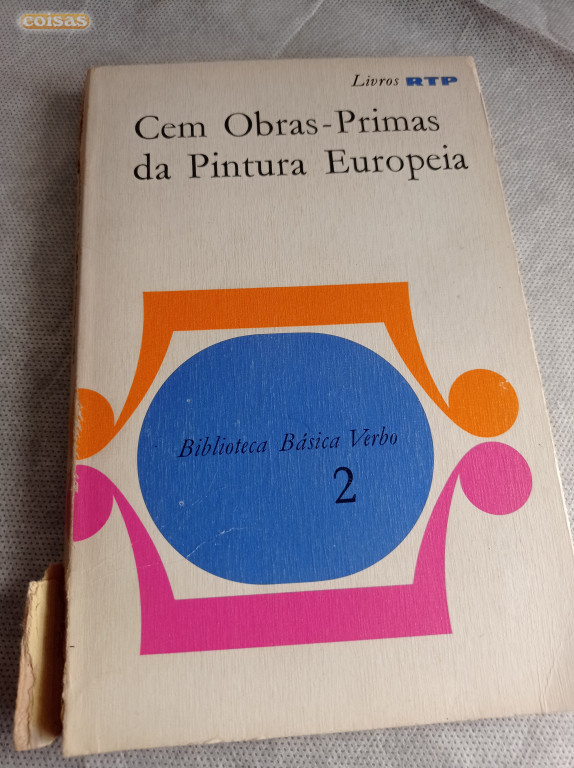 coisas
Livros RTP
Cem Obras-Primas
da Pintura Europeia
Biblioteca Básica Verbo
2